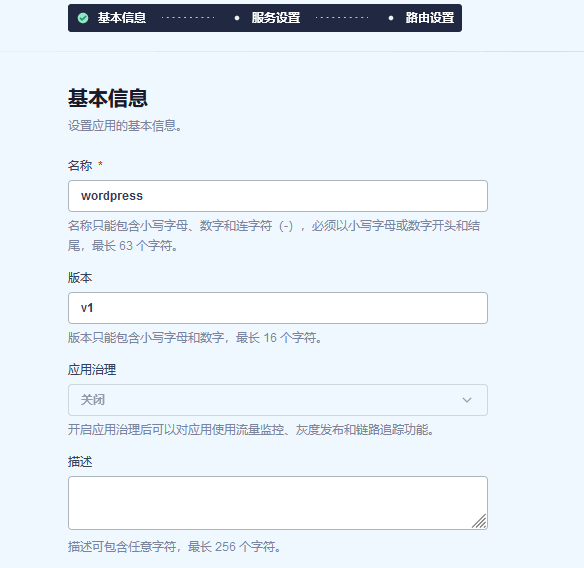 基本信息 服务设置 路由设置
基本信息
设置应用的基本信息。
名称 *
wordpress
名称只能包含小写字母、数字和连字符（-），必须以小写字母或数字开头和结
尾，最长 63 个字符。
版本
v1
版本只能包含小写字母和数字，最长 16 个字符。
应用治理
关闭
开启应用治理后可以对应用使用流量监控、灰度发布和链路追踪功能。
描述
描述可包含任意字符，最长 256 个字符。